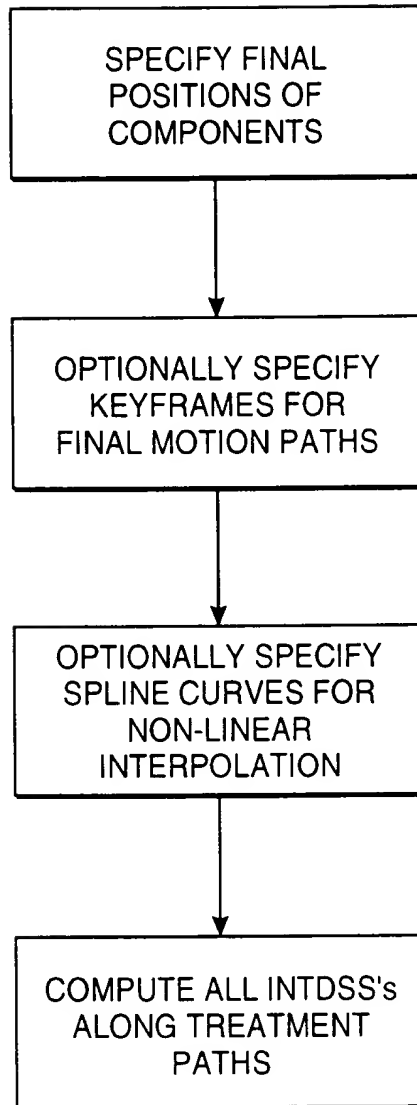 SPECIFY FINAL
POSITIONS OF
COMPONENTS
OPTIONALLY SPECIFY
KEYFRAMES FOR
FINAL MOTION PATHS
OPTIONALLY SPECIFY
SPLINE CURVES FOR
NON-LINEAR
INTERPOLATION
COMPUTE ALL INTDSS's
ALONG TREATMENT
PATHS